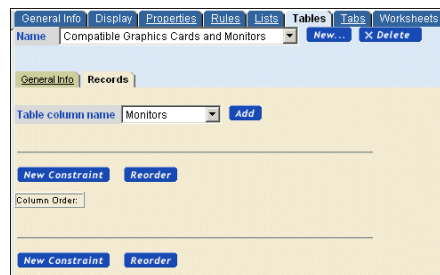 General Info Display Properties Rules Lists Tables Tabs Worksheets
Name Compatible Graphics Cards and Monitors New... X Delete
General Info Records
Table column name Monitors Add
New Constraint Reorder
Column Order:
New Constraint Reorder